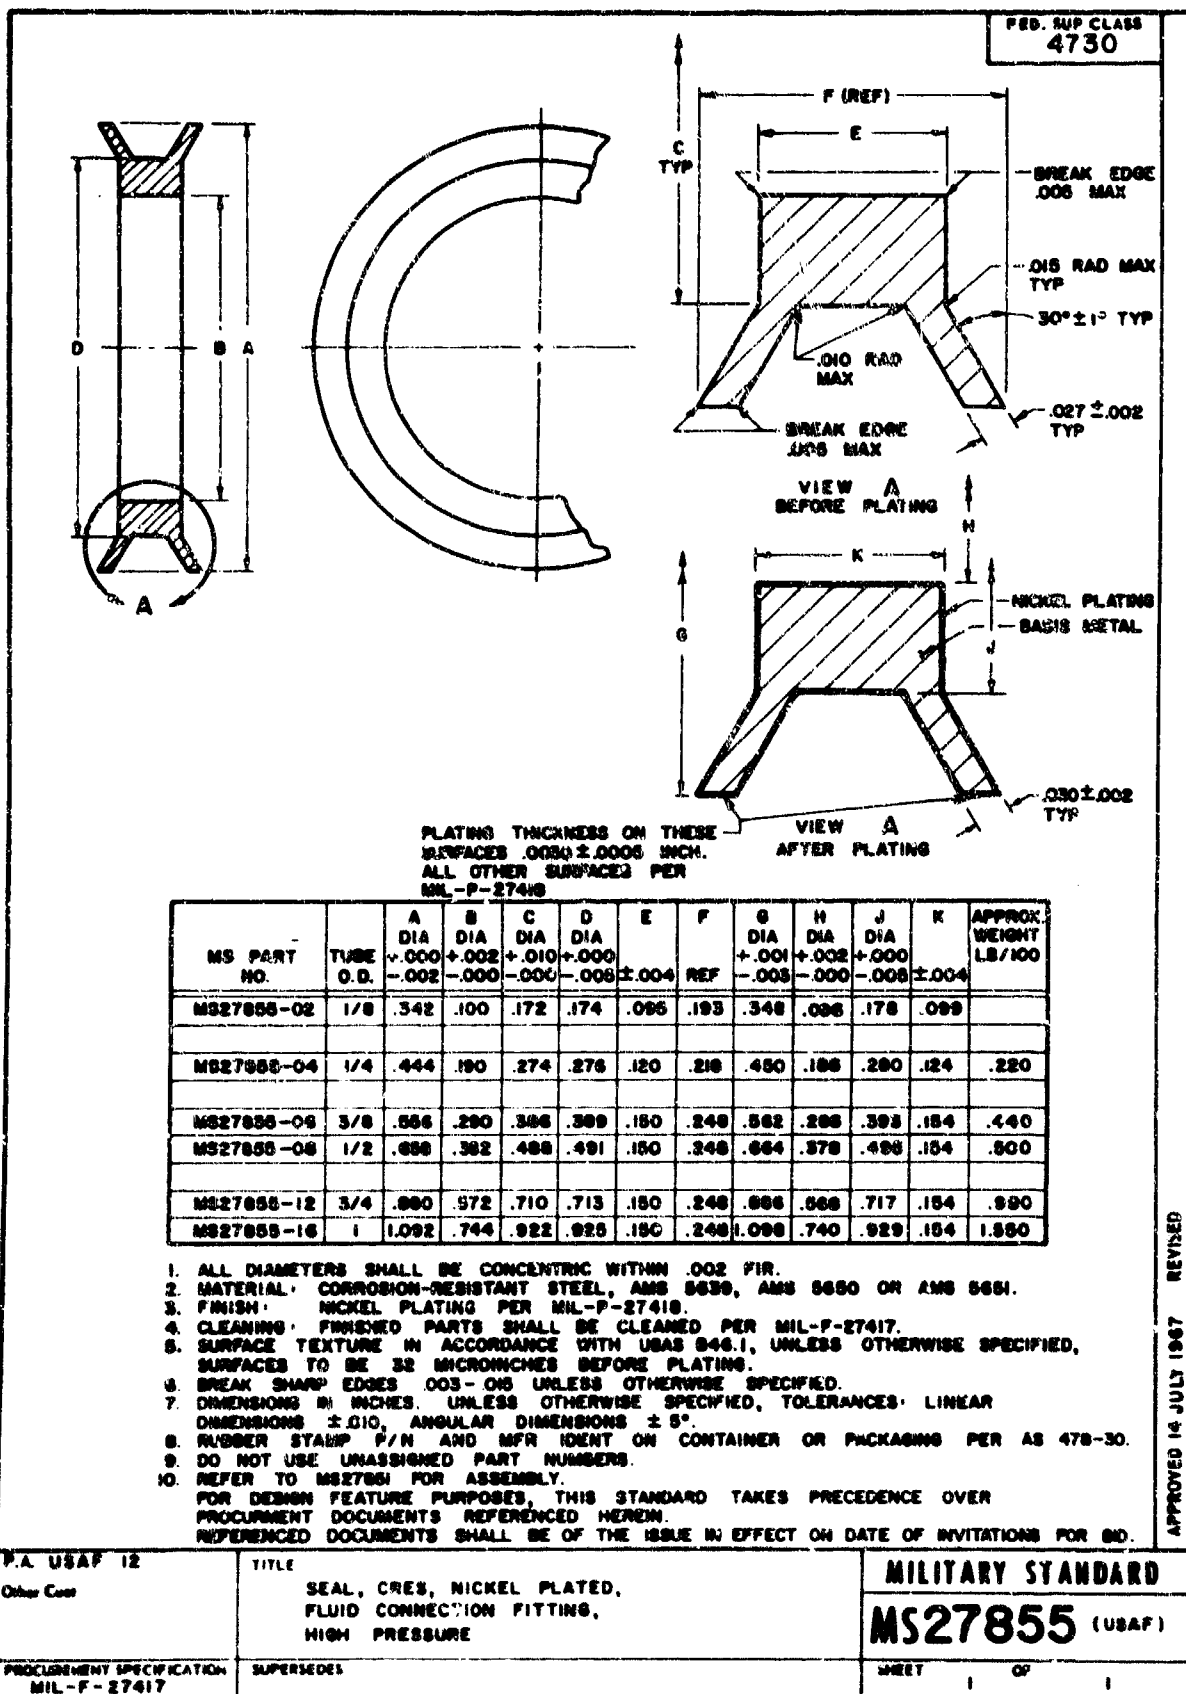 FED. SUP CLASS
4730
F (REF)
E
C
TYP
BREAK EDGE
.005 MAX
.015 RAD MAX
TYP
30° ± 1° TYP
.010 RAD
MAX
.027 ± .002
TYP
BREAK EDGE
.005 MAX
VIEW A
BEFORE PLATING
D
B
A
A
H
K
NICKEL PLATING
BASIS METAL
G
J
.030 ± .002
TYP
VIEW A
AFTER PLATING
PLATING THICKNESS ON THESE
SURFACES .0030 ± .0005 INCH.
ALL OTHER SURFACES PER
MIL-P-27418
MS PART NO. TUBE O.D. A DIA +.000 -.002 B DIA +.002 -.000 C DIA +.010 -.000 D DIA +.000 -.005 E ±.004 F REF G DIA +.001 -.003 H DIA +.002 -.000 J DIA +.000 -.005 K ±.004 APPROX. WEIGHT LB/100
MS27855-02 1/8 .342 .100 .172 .174 .095 .193 .348 .096 .178 .099
MS27855-04 1/4 .444 .190 .274 .276 .120 .218 .450 .186 .280 .124 .220
MS27855-06 3/8 .556 .290 .386 .389 .150 .248 .562 .286 .393 .154 .440
MS27855-08 1/2 .658 .382 .488 .491 .150 .248 .664 .378 .495 .154 .500
MS27855-12 3/4 .880 .572 .710 .713 .150 .248 .886 .568 .717 .154 .990
MS27855-16 1 1.092 .744 .922 .925 .150 .248 1.098 .740 .929 .154 1.550
1. ALL DIAMETERS SHALL BE CONCENTRIC WITHIN .002 FIR.
2. MATERIAL: CORROSION-RESISTANT STEEL, AMS 5639, AMS 5650 OR AMS 5651.
3. FINISH: NICKEL PLATING PER MIL-P-27418.
4. CLEANING: FINISHED PARTS SHALL BE CLEANED PER MIL-F-27417.
5. SURFACE TEXTURE IN ACCORDANCE WITH USAS B46.1, UNLESS OTHERWISE SPECIFIED,
SURFACES TO BE 32 MICROINCHES BEFORE PLATING.
6. BREAK SHARP EDGES .003-.015 UNLESS OTHERWISE SPECIFIED.
7. DIMENSIONS IN INCHES. UNLESS OTHERWISE SPECIFIED, TOLERANCES: LINEAR
DIMENSIONS ± .010, ANGULAR DIMENSIONS ± 5°.
8. RUBBER STAMP P/N AND MFR IDENT ON CONTAINER OR PACKAGING PER AS 478-30.
9. DO NOT USE UNASSIGNED PART NUMBERS.
10. REFER TO MS27851 FOR ASSEMBLY.
FOR DESIGN FEATURE PURPOSES, THIS STANDARD TAKES PRECEDENCE OVER
PROCURMENT DOCUMENTS REFERENCED HEREIN.
REFERENCED DOCUMENTS SHALL BE OF THE ISSUE IN EFFECT ON DATE OF INVITATIONS FOR BID.
APPROVED 14 JULY 1967 REVISED
P.A. USAF 12
Other Cust
TITLE
SEAL, CRES, NICKEL PLATED,
FLUID CONNECTION FITTING,
HIGH PRESSURE
MILITARY STANDARD
MS27855 (USAF)
PROCUREMENT SPECIFICATION
MIL-F-27417
SUPERSEDES
SHEET 1 OF 1